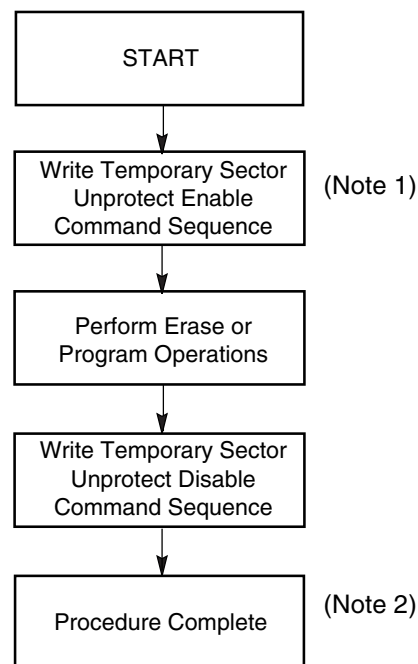 START
Write Temporary Sector
Unprotect Enable
Command Sequence
(Note 1)
Perform Erase or
Program Operations
Write Temporary Sector
Unprotect Disable
Command Sequence
Procedure Complete
(Note 2)